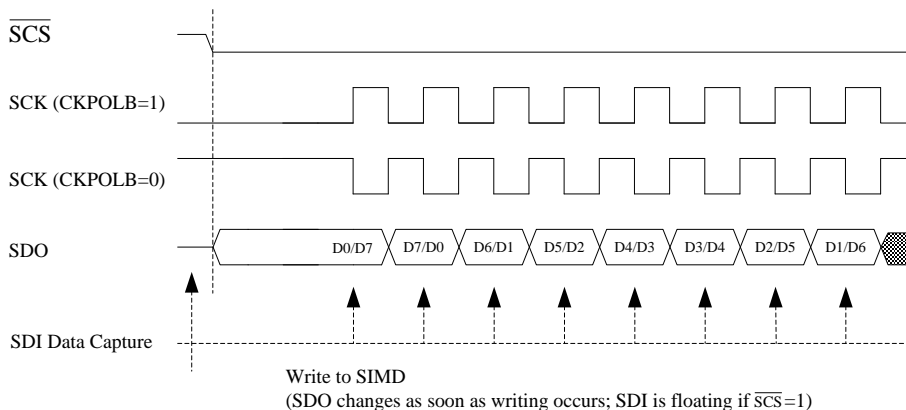 SCS
SCK (CKPOLB=1)
SCK (CKPOLB=0)
SDO D0/D7 D7/D0 D6/D1 D5/D2 D4/D3 D3/D4 D2/D5 D1/D6
SDI Data Capture
Write to SIMD
(SDO changes as soon as writing occurs; SDI is floating if SCS=1)